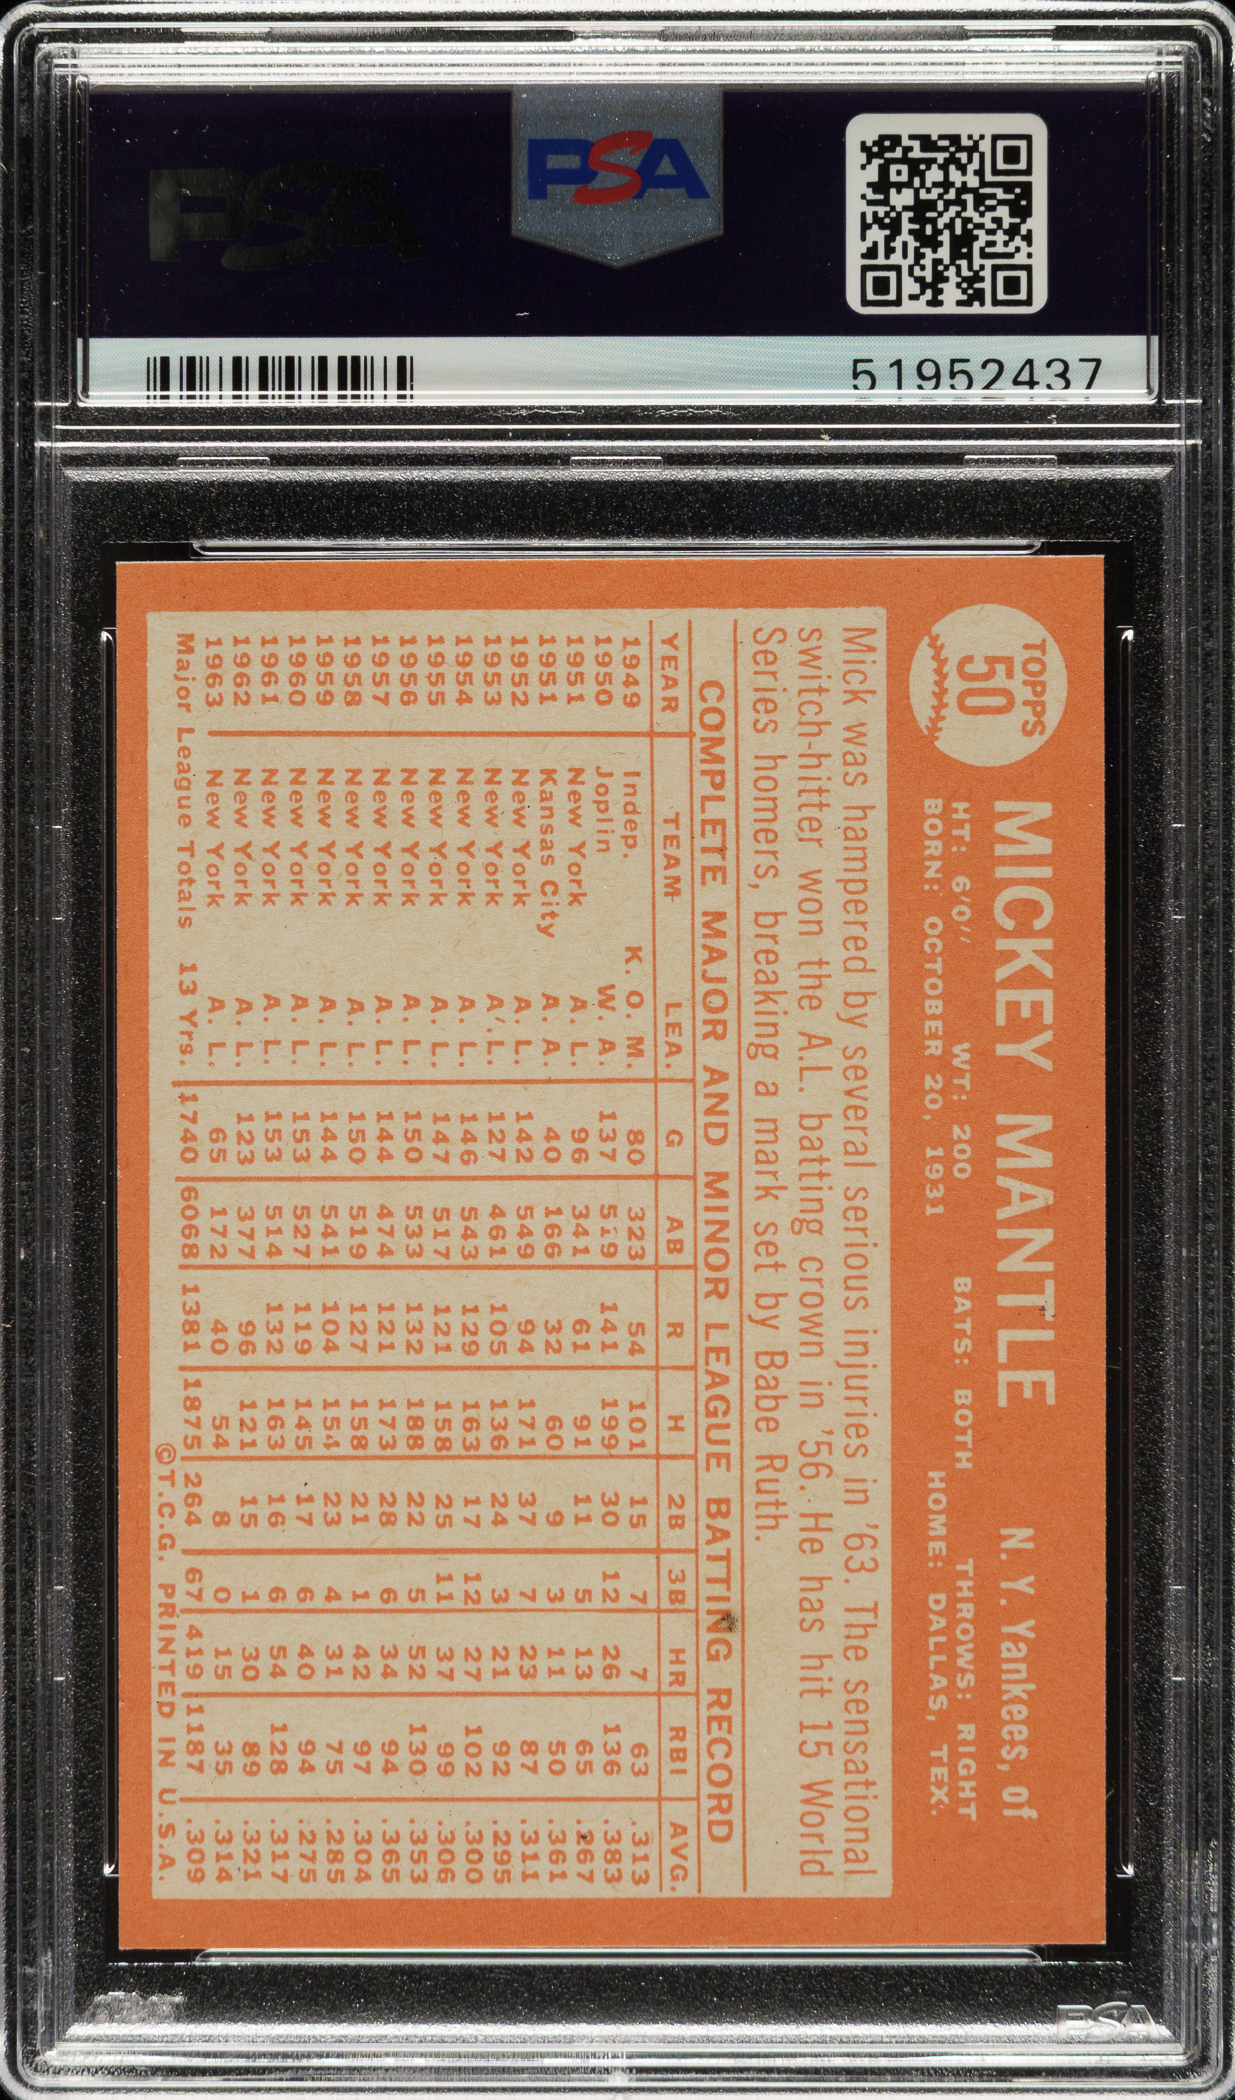 PSA
PSA
51952437
TOPPS
50
MICKEY MANTLE N. Y. Yankees, of
HT: 6'0" WT: 200 BATS: BOTH THROWS: RIGHT
BORN: OCTOBER 20, 1931 HOME: DALLAS, TEX.
Mick was hampered by several serious injuries in '63. The sensational
switch-hitter won the A.L. batting crown in '56. He has hit 15 World
Series homers, breaking a mark set by Babe Ruth.
COMPLETE MAJOR AND MINOR LEAGUE BATTING RECORD
YEAR TEAM LEA. G AB R H 2B 3B HR RBI AVG.
1949 Indep. K. O. M. 80 323 54 101 15 7 7 63 .313
1950 Joplin W. A. 137 519 141 199 30 12 26 136 .383
1951 New York A. L. 96 341 61 91 11 5 13 65 .267
1951 Kansas City A. A. 40 166 32 60 9 3 11 50 .361
1952 New York A. L. 142 549 94 171 37 7 23 87 .311
1953 New York A. L. 127 461 105 136 24 3 21 92 .295
1954 New York A. L. 146 543 129 163 17 12 27 102 .300
1955 New York A. L. 147 517 121 158 25 11 37 99 .306
1956 New York A. L. 150 533 132 188 22 5 52 130 .353
1957 New York A. L. 144 474 121 173 28 6 34 94 .365
1958 New York A. L. 150 519 127 158 21 1 42 97 .304
1959 New York A. L. 144 541 104 154 23 4 31 75 .285
1960 New York A. L. 153 527 119 145 17 6 40 94 .275
1961 New York A. L. 153 514 132 163 16 6 54 128 .317
1962 New York A. L. 123 377 96 121 15 1 30 89 .321
1963 New York A. L. 65 172 40 54 8 0 15 35 .314
Major League Totals 13 Yrs. 1740 6068 1381 1875 264 67 419 1187 .309
©T.C.G. PRINTED IN U.S.A.
PSA